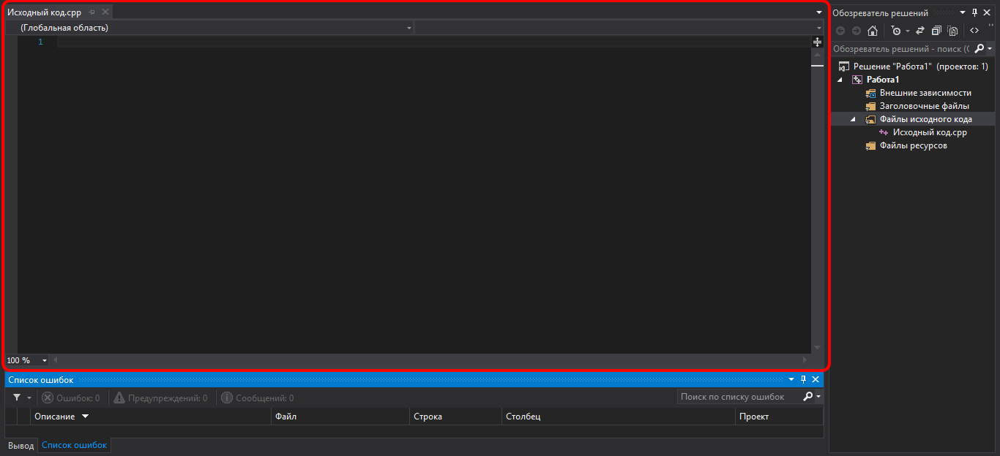 Исходный код.cpp
(Глобальная область)
1
100 %
Список ошибок
Ошибок: 0
Предупреждений: 0
Сообщений: 0
Поиск по списку ошибок
Описание
Файл
Строка
Столбец
Проект
Вывод
Список ошибок
Обозреватель решений
Обозреватель решений - поиск (
Решение "Работа1" (проектов: 1)
Работа1
Внешние зависимости
Заголовочные файлы
Файлы исходного кода
Исходный код.cpp
Файлы ресурсов